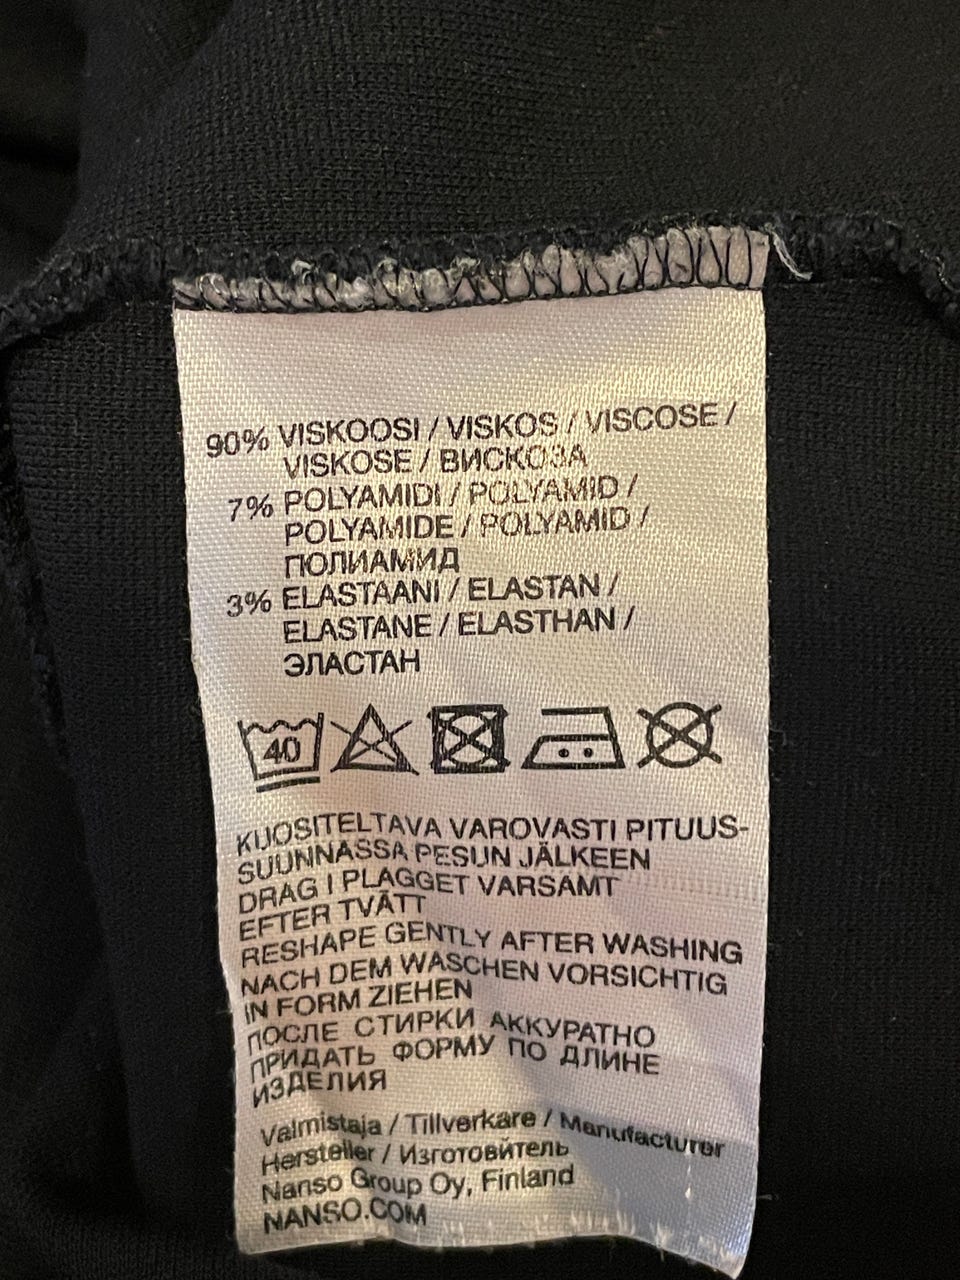 90% VISKOOSI / VISKOS / VISCOSE /
VISKOSE / ВИСКОЗА
7% POLYAMIDI / POLYAMID /
POLYAMIDE / POLYAMID /
ПОЛИАМИД
3% ELASTAANI / ELASTAN /
ELASTANE / ELASTHAN /
ЭЛАСТАН
40
KUOSITELTAVA VAROVASTI PITUUS-
SUUNNASSA PESUN JÄLKEEN
DRAG I PLAGGET VARSAMT
EFTER TVÄTT
RESHAPE GENTLY AFTER WASHING
NACH DEM WASCHEN VORSICHTIG
IN FORM ZIEHEN
ПОСЛЕ СТИРКИ АККУРАТНО
ПРИДАТЬ ФОРМУ ПО ДЛИНЕ
ИЗДЕЛИЯ
Valmistaja / Tillverkare / Manufacturer
Hersteller / Изготовйтель
Nanso Group Oy, Finland
NANSO.COM